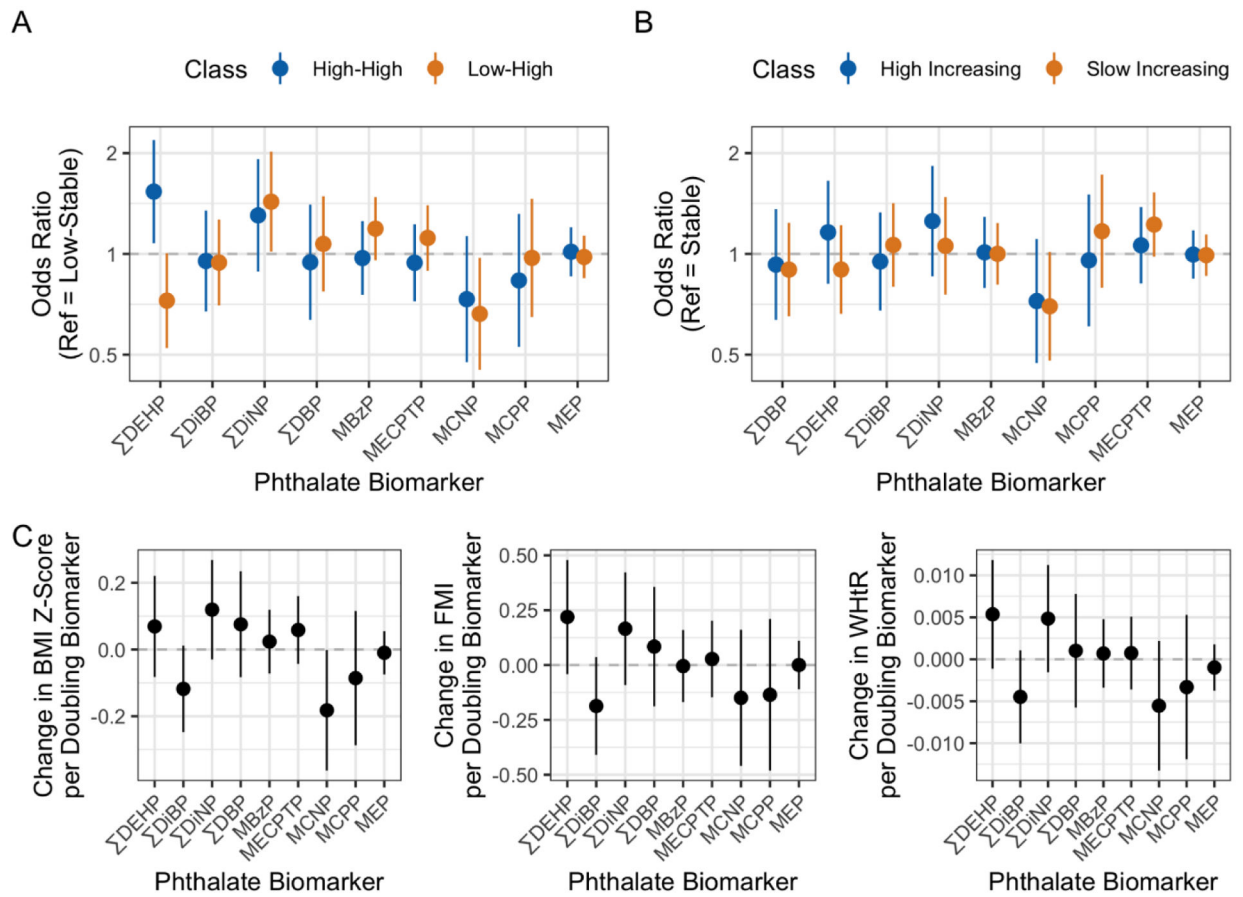 A
Class High-High Low-High
Odds Ratio
(Ref = Low-Stable)
2
1
0.5
∑DEHP
∑DiBP
∑DiNP
∑DBP
MBzP
MECPTP
MCNP
MCPP
MEP
Phthalate Biomarker
B
Class High Increasing Slow Increasing
Odds Ratio
(Ref = Stable)
2
1
0.5
∑DBP
∑DEHP
∑DiBP
∑DiNP
MBzP
MCNP
MCPP
MECPTP
MEP
Phthalate Biomarker
C
Change in BMI Z-Score
per Doubling Biomarker
0.2
0.0
-0.2
∑DEHP
∑DiBP
∑DiNP
∑DBP
MBzP
MECPTP
MCNP
MCPP
MEP
Phthalate Biomarker
Change in FMI
per Doubling Biomarker
0.50
0.25
0.00
-0.25
-0.50
∑DEHP
∑DiBP
∑DiNP
∑DBP
MBzP
MECPTP
MCNP
MCPP
MEP
Phthalate Biomarker
Change in WHtR
per Doubling Biomarker
0.010
0.005
0.000
-0.005
-0.010
∑DEHP
∑DiBP
∑DiNP
∑DBP
MBzP
MECPTP
MCNP
MCPP
MEP
Phthalate Biomarker